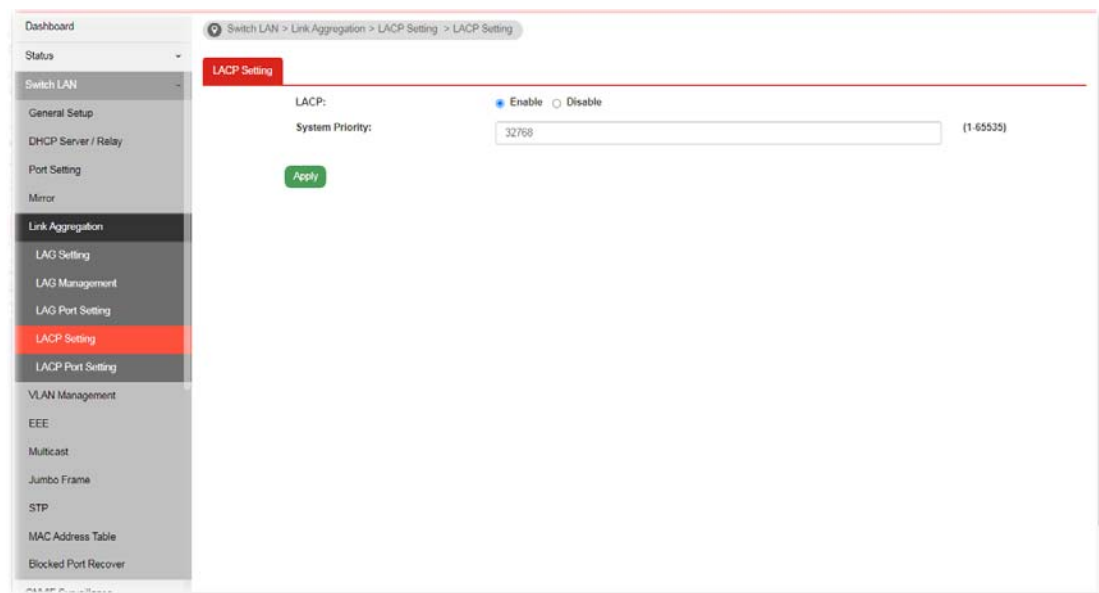 Dashboard
Status
Switch LAN
General Setup
DHCP Server / Relay
Port Setting
Mirror
Link Aggregation
LAG Setting
LAG Management
LAG Port Setting
LACP Setting
LACP Port Setting
VLAN Management
EEE
Multicast
Jumbo Frame
STP
MAC Address Table
Blocked Port Recover
Switch LAN > Link Aggregation > LACP Setting > LACP Setting
LACP Setting
LACP: Enable Disable
System Priority: 32768 (1-65535)
Apply